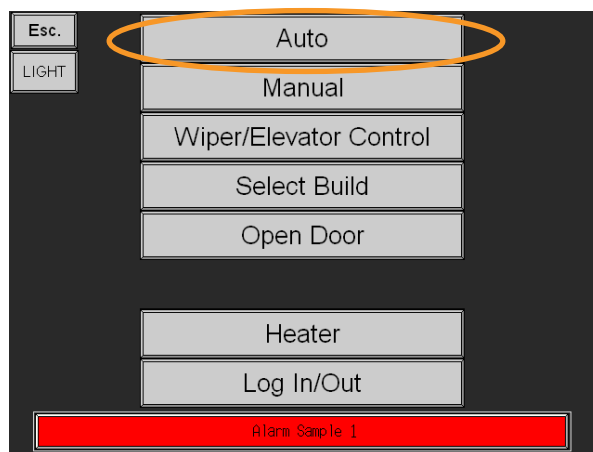 Esc.
Auto
LIGHT
Manual
Wiper/Elevator Control
Select Build
Open Door
Heater
Log In/Out
Alarm Sample 1